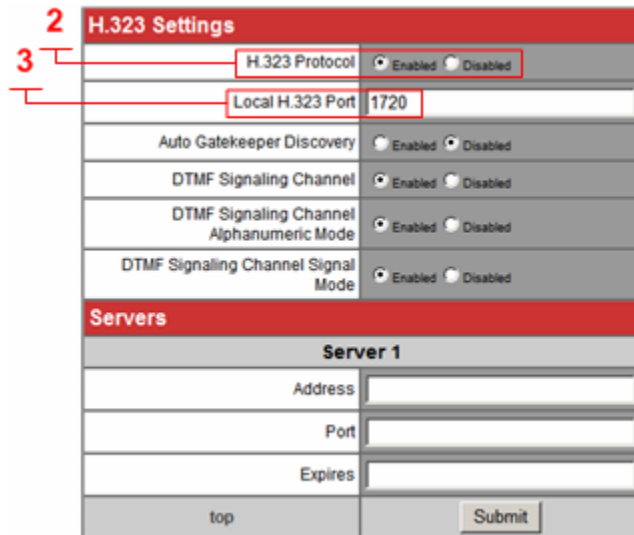 2
H.323 Settings
H.323 Protocol Enabled Disabled
3
Local H.323 Port 1720
Auto Gatekeeper Discovery Enabled Disabled
DTMF Signaling Channel Enabled Disabled
DTMF Signaling Channel
Alphanumeric Mode Enabled Disabled
DTMF Signaling Channel Signal
Mode Enabled Disabled
Servers
Server 1
Address
Port
Expires
top Submit